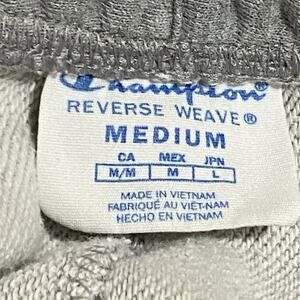 Champion®
REVERSE WEAVE®
MEDIUM
CA MEX JPN
M/M M L
MADE IN VIETNAM
FABRIQUÉ AU VIÊT-NAM
HECHO EN VIETNAM